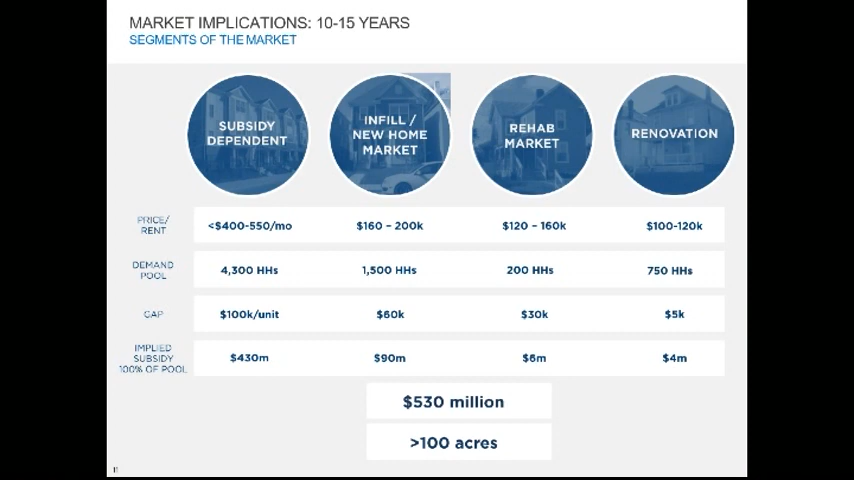 MARKET IMPLICATIONS: 10-15 YEARS
SEGMENTS OF THE MARKET
SUBSIDY
DEPENDENT
INFILL /
NEW HOME
MARKET
REHAB
MARKET
RENOVATION
PRICE/
RENT
<$400-550/mo
$160 – 200k
$120 – 160k
$100-120k
DEMAND
POOL
4,300 HHs
1,500 HHs
200 HHs
750 HHs
GAP
$100k/unit
$60k
$30k
$5k
IMPLIED
SUBSIDY
100% OF POOL
$430m
$90m
$6m
$4m
$530 million
>100 acres
11